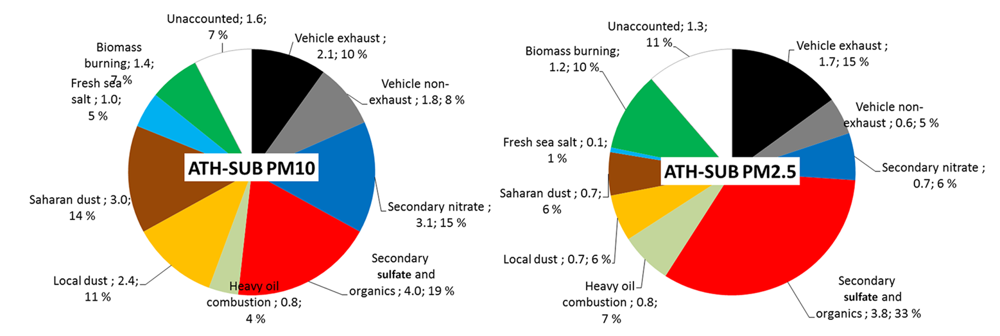 Unaccounted; 1.6;
7 %
Vehicle exhaust ;
2.1; 10 %
Vehicle non-
exhaust ; 1.8; 8 %
Secondary nitrate ;
3.1; 15 %
Secondary
sulfate and
organics ; 4.0; 19 %
Heavy oil
combustion ; 0.8;
4 %
Local dust ; 2.4;
11 %
Saharan dust ; 3.0;
14 %
Fresh sea
salt ; 1.0;
5 %
Biomass
burning; 1.4;
7 %
ATH-SUB PM10
Unaccounted; 1.3;
11 %
Vehicle exhaust ;
1.7; 15 %
Vehicle non-
exhaust ; 0.6; 5 %
Secondary nitrate ;
0.7; 6 %
Secondary
sulfate and
organics ; 3.8; 33 %
Heavy oil
combustion ; 0.8;
7 %
Local dust ; 0.7; 6 %
Saharan dust ; 0.7;
6 %
Fresh sea salt ; 0.1;
1 %
Biomass burning;
1.2; 10 %
ATH-SUB PM2.5